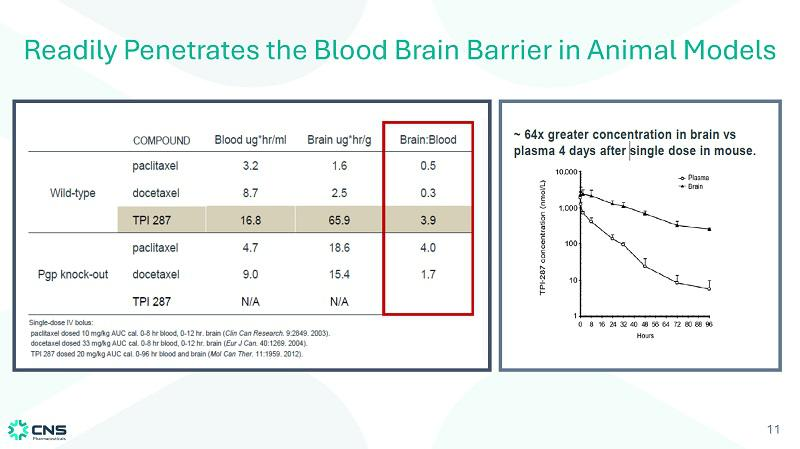 Readily Penetrates the Blood Brain Barrier in Animal Models
COMPOUND Blood ug*hr/ml Brain ug*hr/g Brain:Blood
Wild-type
paclitaxel 3.2 1.6 0.5
docetaxel 8.7 2.5 0.3
TPI 287 16.8 65.9 3.9
Pgp knock-out
paclitaxel 4.7 18.6 4.0
docetaxel 9.0 15.4 1.7
TPI 287 N/A N/A
Single-dose IV bolus:
paclitaxel dosed 10 mg/kg AUC cal. 0-8 hr blood, 0-12 hr. brain (Clin Can Research. 9:2849. 2003).
docetaxel dosed 33 mg/kg AUC cal. 0-8 hr blood, 0-12 hr. brain (Eur J Can. 40:1269. 2004).
TPI 287 dosed 20 mg/kg AUC cal. 0-96 hr blood and brain (Mol Can Ther. 11:1959. 2012).
~ 64x greater concentration in brain vs
plasma 4 days after single dose in mouse.
TPI-287 concentration (nmol/L)
10,000
1,000
100
10
1
Plasma
Brain
0 8 16 24 32 40 48 56 64 72 80 88 96
Hours
CNS
Pharmaceuticals
11